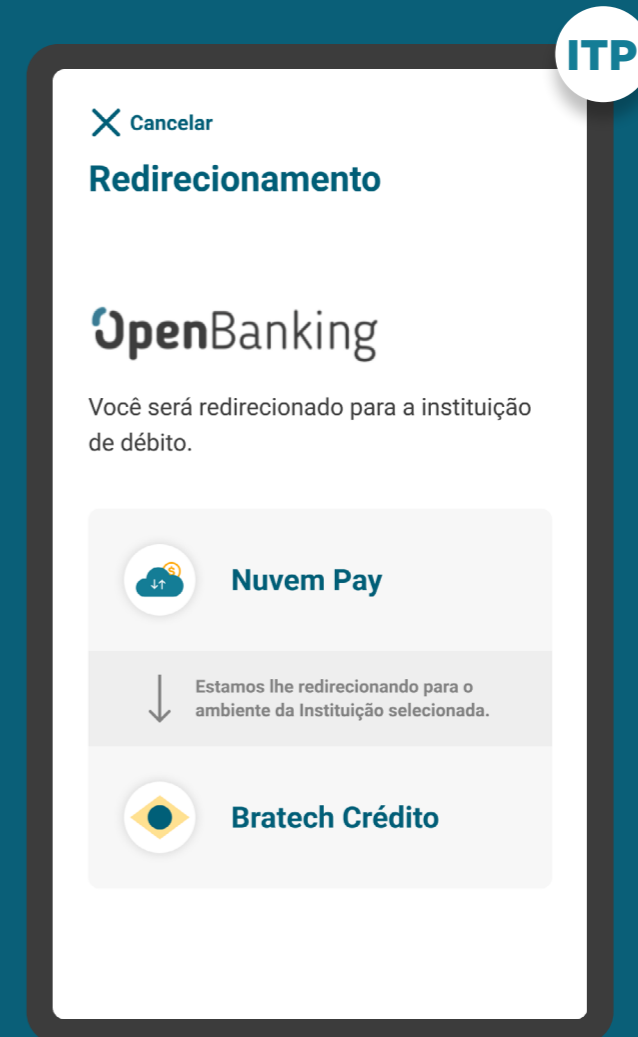 ITP
Cancelar
Redirecionamento
OpenBanking
Você será redirecionado para a instituição
de débito.
Nuvem Pay
Estamos lhe redirecionando para o
ambiente da Instituição selecionada.
Bratech Crédito